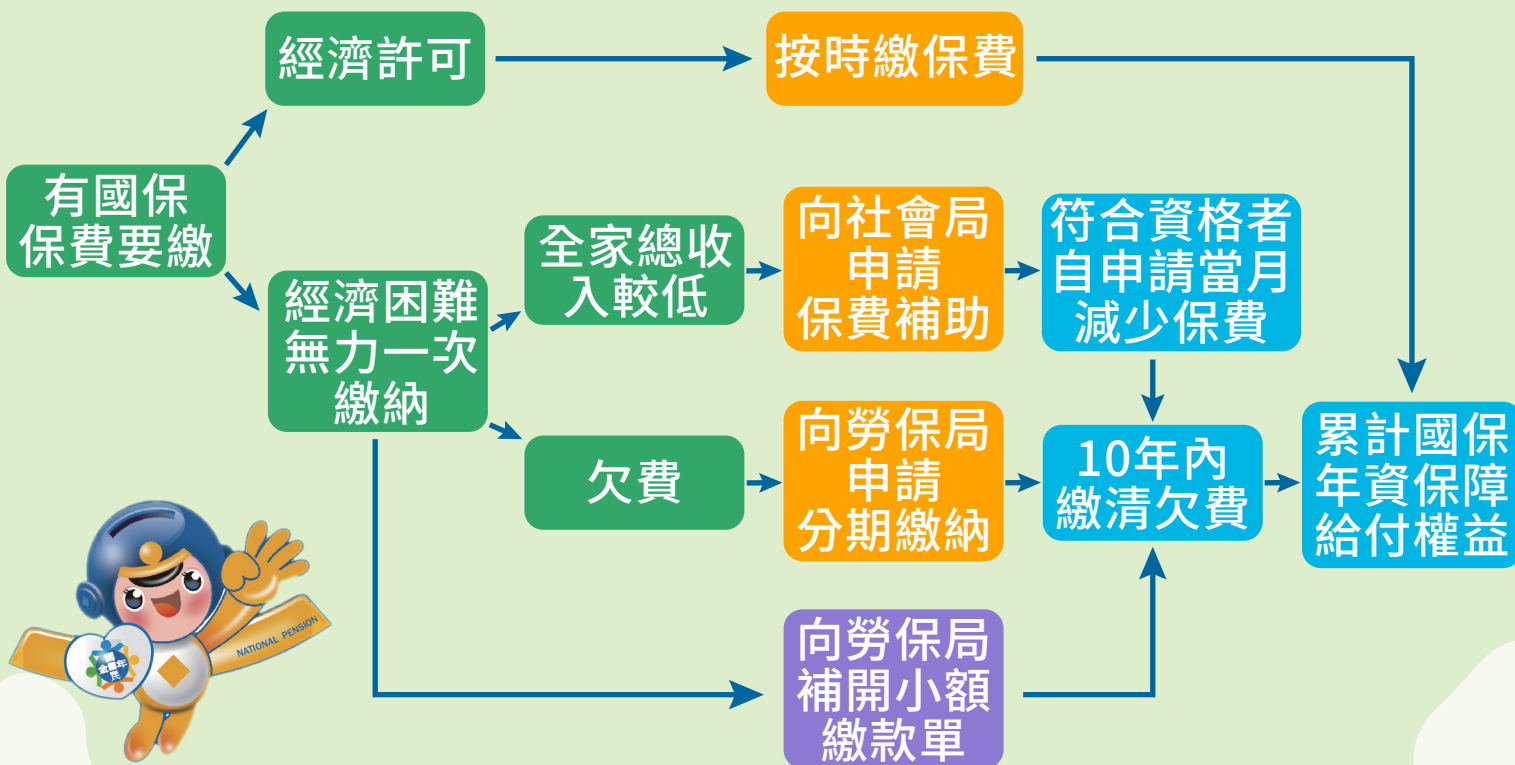 經濟許可
按時繳保費
有國保
保費要繳
經濟困難
無力一次
繳納
全家總收
入較低
向社會局
申請
保費補助
符合資格者
自申請當月
減少保費
欠費
向勞保局
申請
分期繳納
10年內
繳清欠費
累計國保
年資保障
給付權益
向勞保局
補開小額
繳款單
NATIONAL PENSION